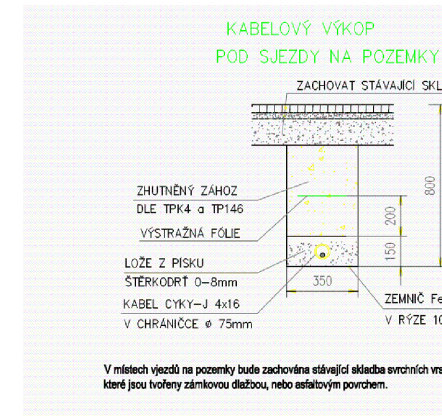 KABELOVÝ VÝKOP
POD SJEZDY NA POZEMKY
ZACHOVAT STÁVAJÍCÍ SKL
800
ZHUTNĚNÝ ZÁHOZ
DLE TPK4 a TP146
200
VÝSTRAŽNÁ FÓLIE
150
LOŽE Z PÍSKU
ŠTĚRKODRŤ 0-8mm
350
KABEL CYKY-J 4x16
V CHRÁNIČCE ø 75mm
ZEMNIČ Fe
V RÝZE 10
V místech vjezdů na pozemky bude zachována stávající skladba svrchních vrs
které jsou tvořeny zámkovou dlažbou, nebo asfaltovým povrchem.